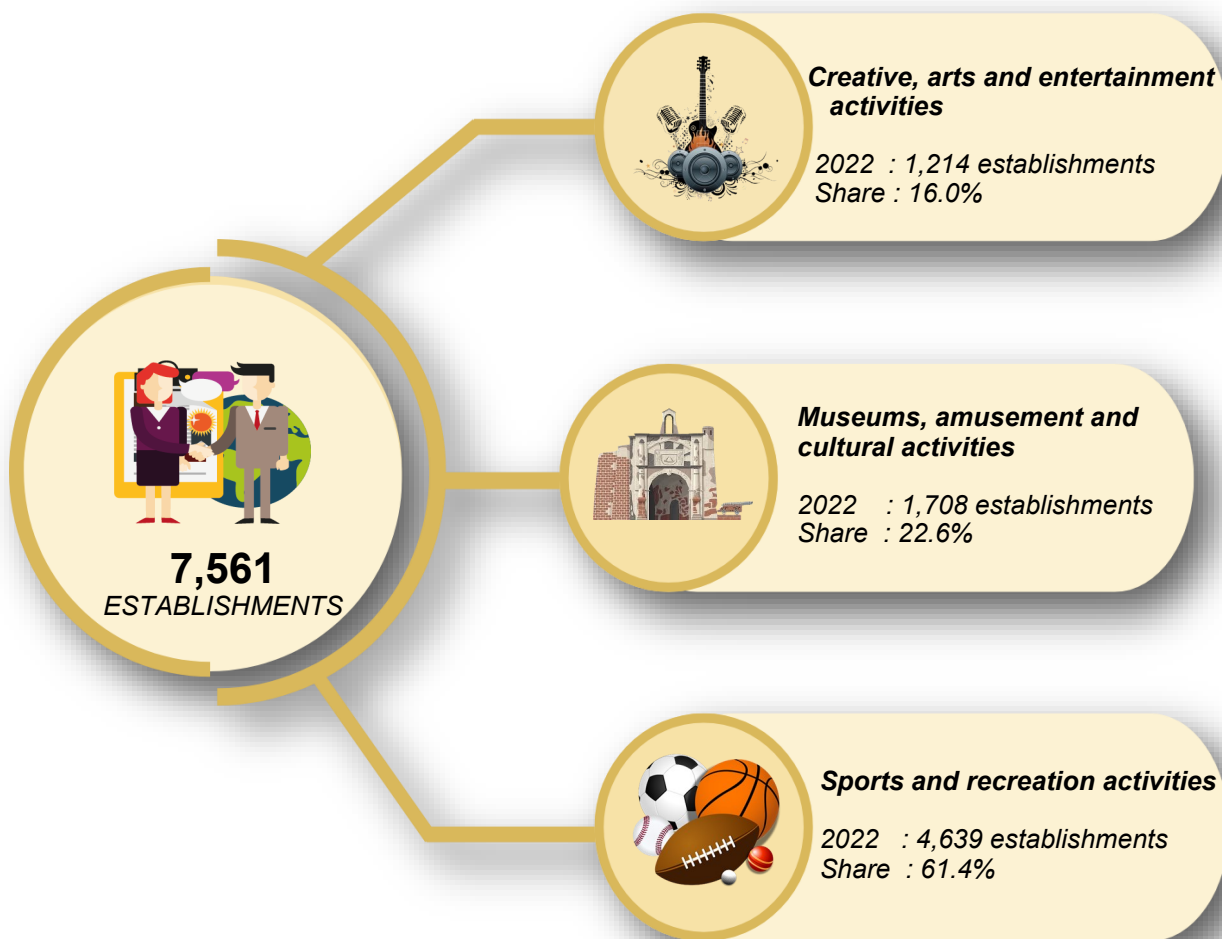 Creative, arts and entertainment
activities
2022 : 1,214 establishments
Share : 16.0%
Museums, amusement and
cultural activities
2022 : 1,708 establishments
Share : 22.6%
7,561
ESTABLISHMENTS
Sports and recreation activities
2022 : 4,639 establishments
Share : 61.4%